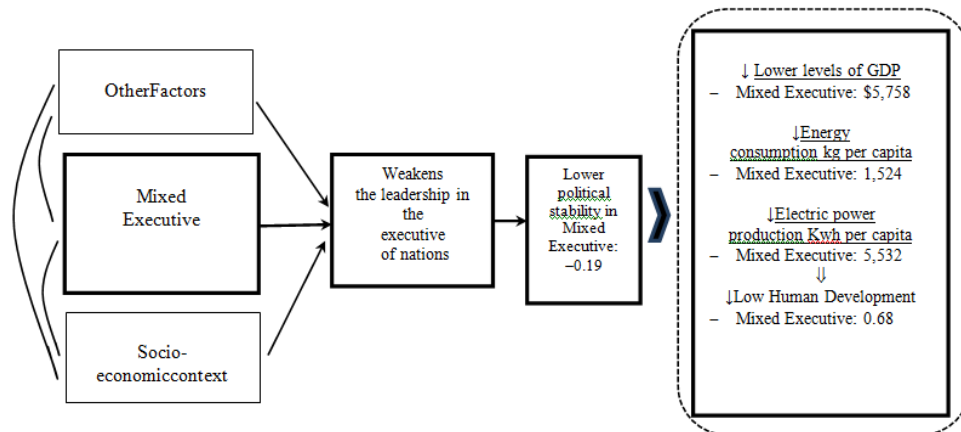 OtherFactors
Mixed
Executive
Socio-
economiccontext
Weakens
the leadership in
the
executive
of nations
Lower
political
stability in
Mixed
Executive:
–0.19
↓ Lower levels of GDP
– Mixed Executive: $5,758
↓Energy
consumption kg per capita
– Mixed Executive: 1,524
↓Electric power
production Kwh per capita
– Mixed Executive: 5,532
⇓
↓Low Human Development
– Mixed Executive: 0.68